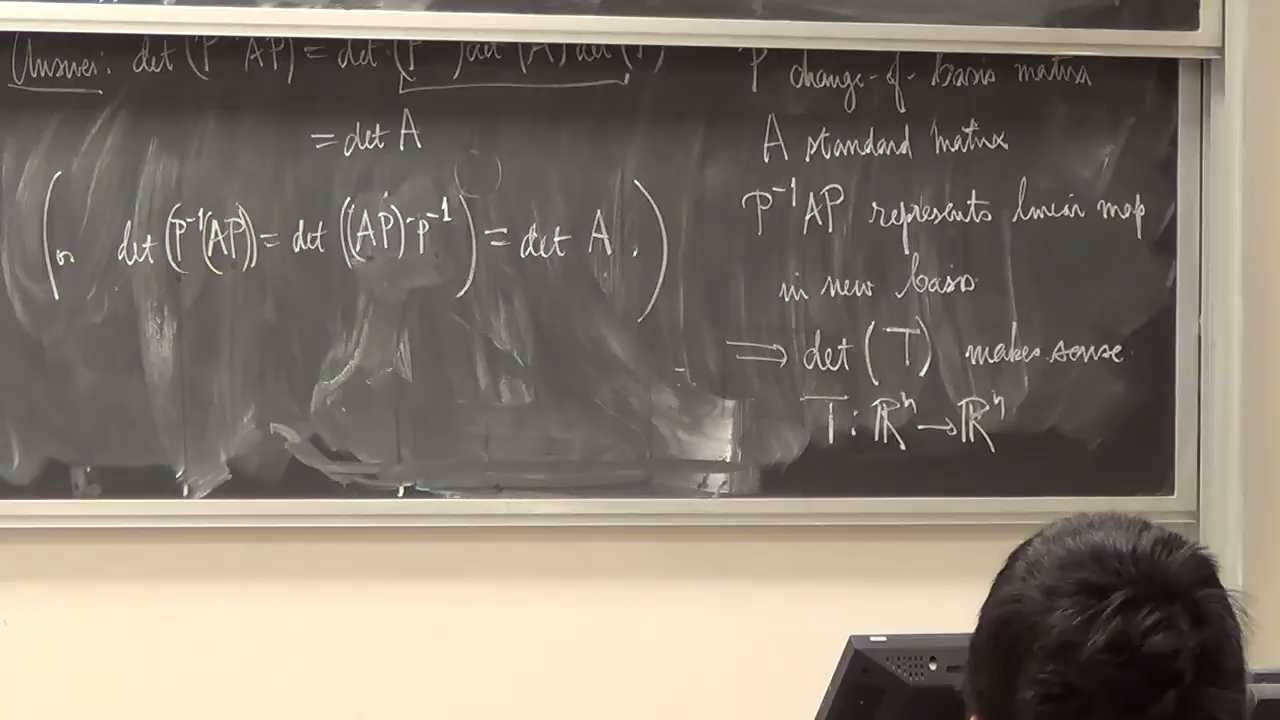 Answer: det (P⁻¹AP) = det (P⁻¹) det (A) det (P)
= det A
(or det (P⁻¹(AP)) = det ((AP)·P⁻¹) = det A.)
P change-of-basis matrix
A standard matrix
P⁻¹AP represents linear map
in new basis
⟹ det (T) makes sense
T : ℝⁿ → ℝⁿ